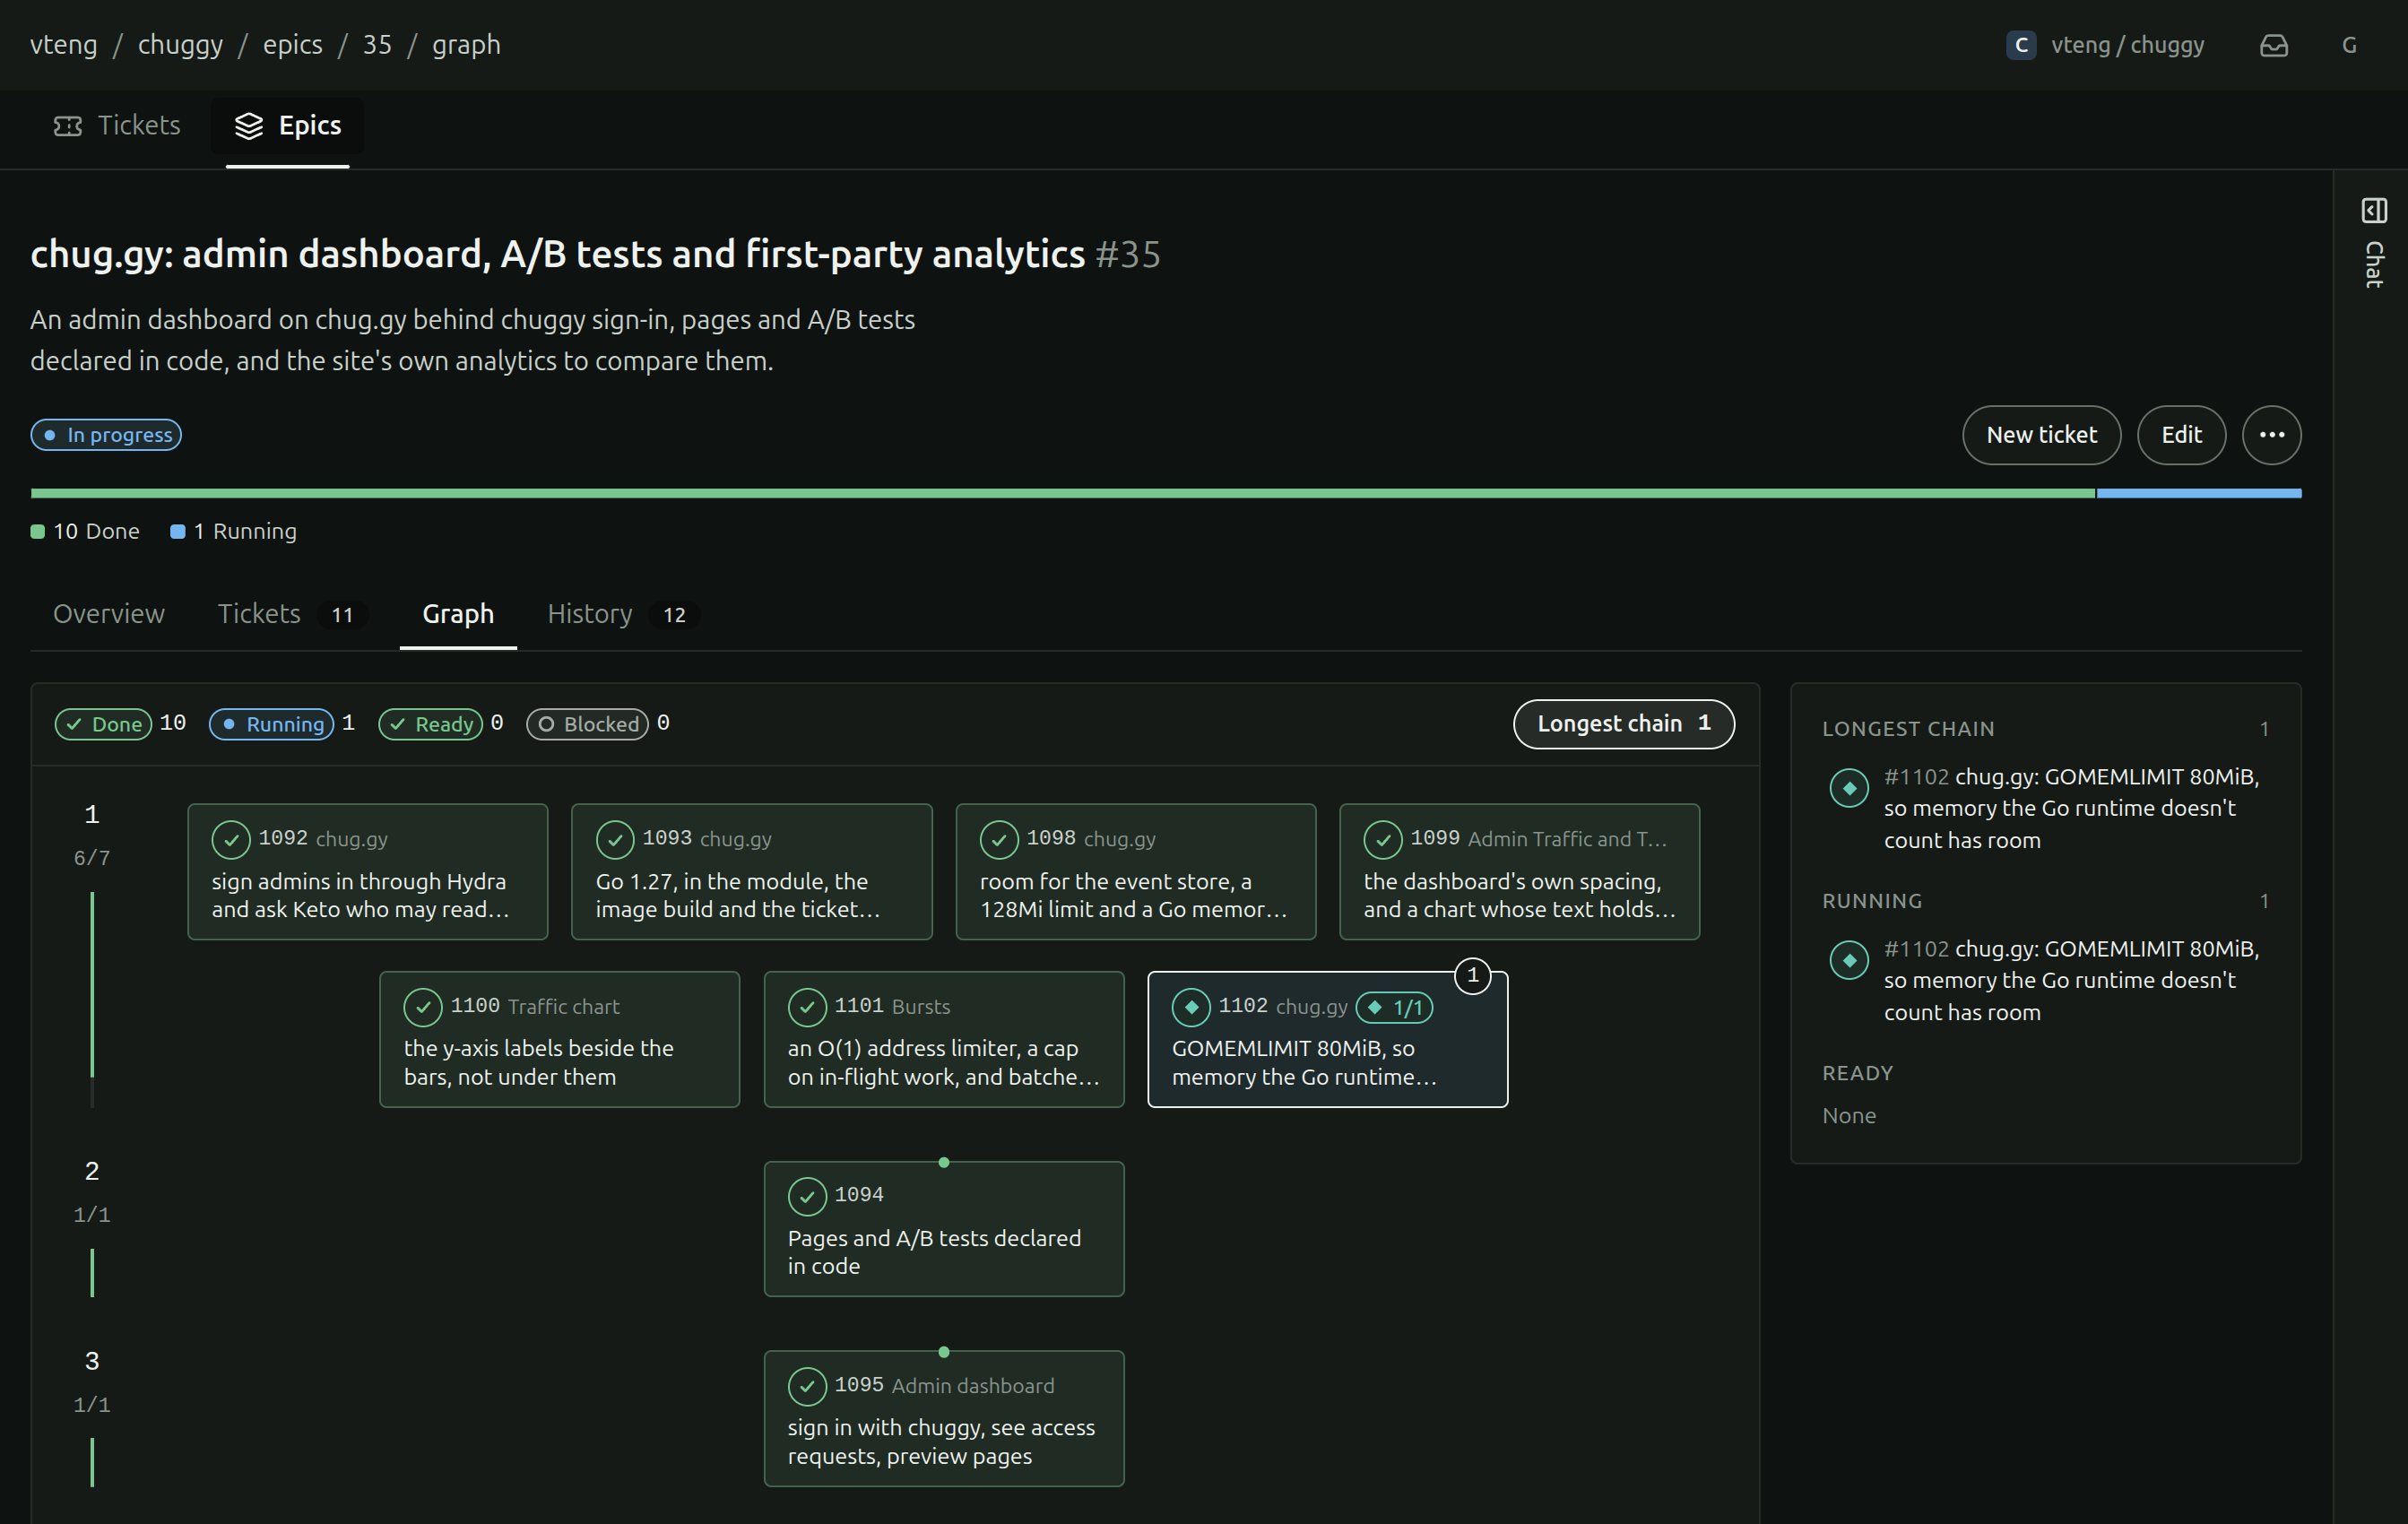 vteng / chuggy / epics / 35 / graph
C vteng / chuggy G
Tickets Epics
Chat
chug.gy: admin dashboard, A/B tests and first-party analytics #35
An admin dashboard on chug.gy behind chuggy sign-in, pages and A/B tests
declared in code, and the site's own analytics to compare them.
In progress
New ticket Edit
10 Done 1 Running
Overview Tickets 11 Graph History 12
Done 10 Running 1 Ready 0 Blocked 0
Longest chain 1
1
6/7
1092 chug.gy
sign admins in through Hydra
and ask Keto who may read…
1093 chug.gy
Go 1.27, in the module, the
image build and the ticket…
1098 chug.gy
room for the event store, a
128Mi limit and a Go memor…
1099 Admin Traffic and T…
the dashboard's own spacing,
and a chart whose text holds…
1100 Traffic chart
the y-axis labels beside the
bars, not under them
1101 Bursts
an O(1) address limiter, a cap
on in-flight work, and batche…
1
1102 chug.gy 1/1
GOMEMLIMIT 80MiB, so
memory the Go runtime…
2
1/1
1094
Pages and A/B tests declared
in code
3
1/1
1095 Admin dashboard
sign in with chuggy, see access
requests, preview pages
LONGEST CHAIN 1
#1102 chug.gy: GOMEMLIMIT 80MiB,
so memory the Go runtime doesn't
count has room
RUNNING 1
#1102 chug.gy: GOMEMLIMIT 80MiB,
so memory the Go runtime doesn't
count has room
READY
None